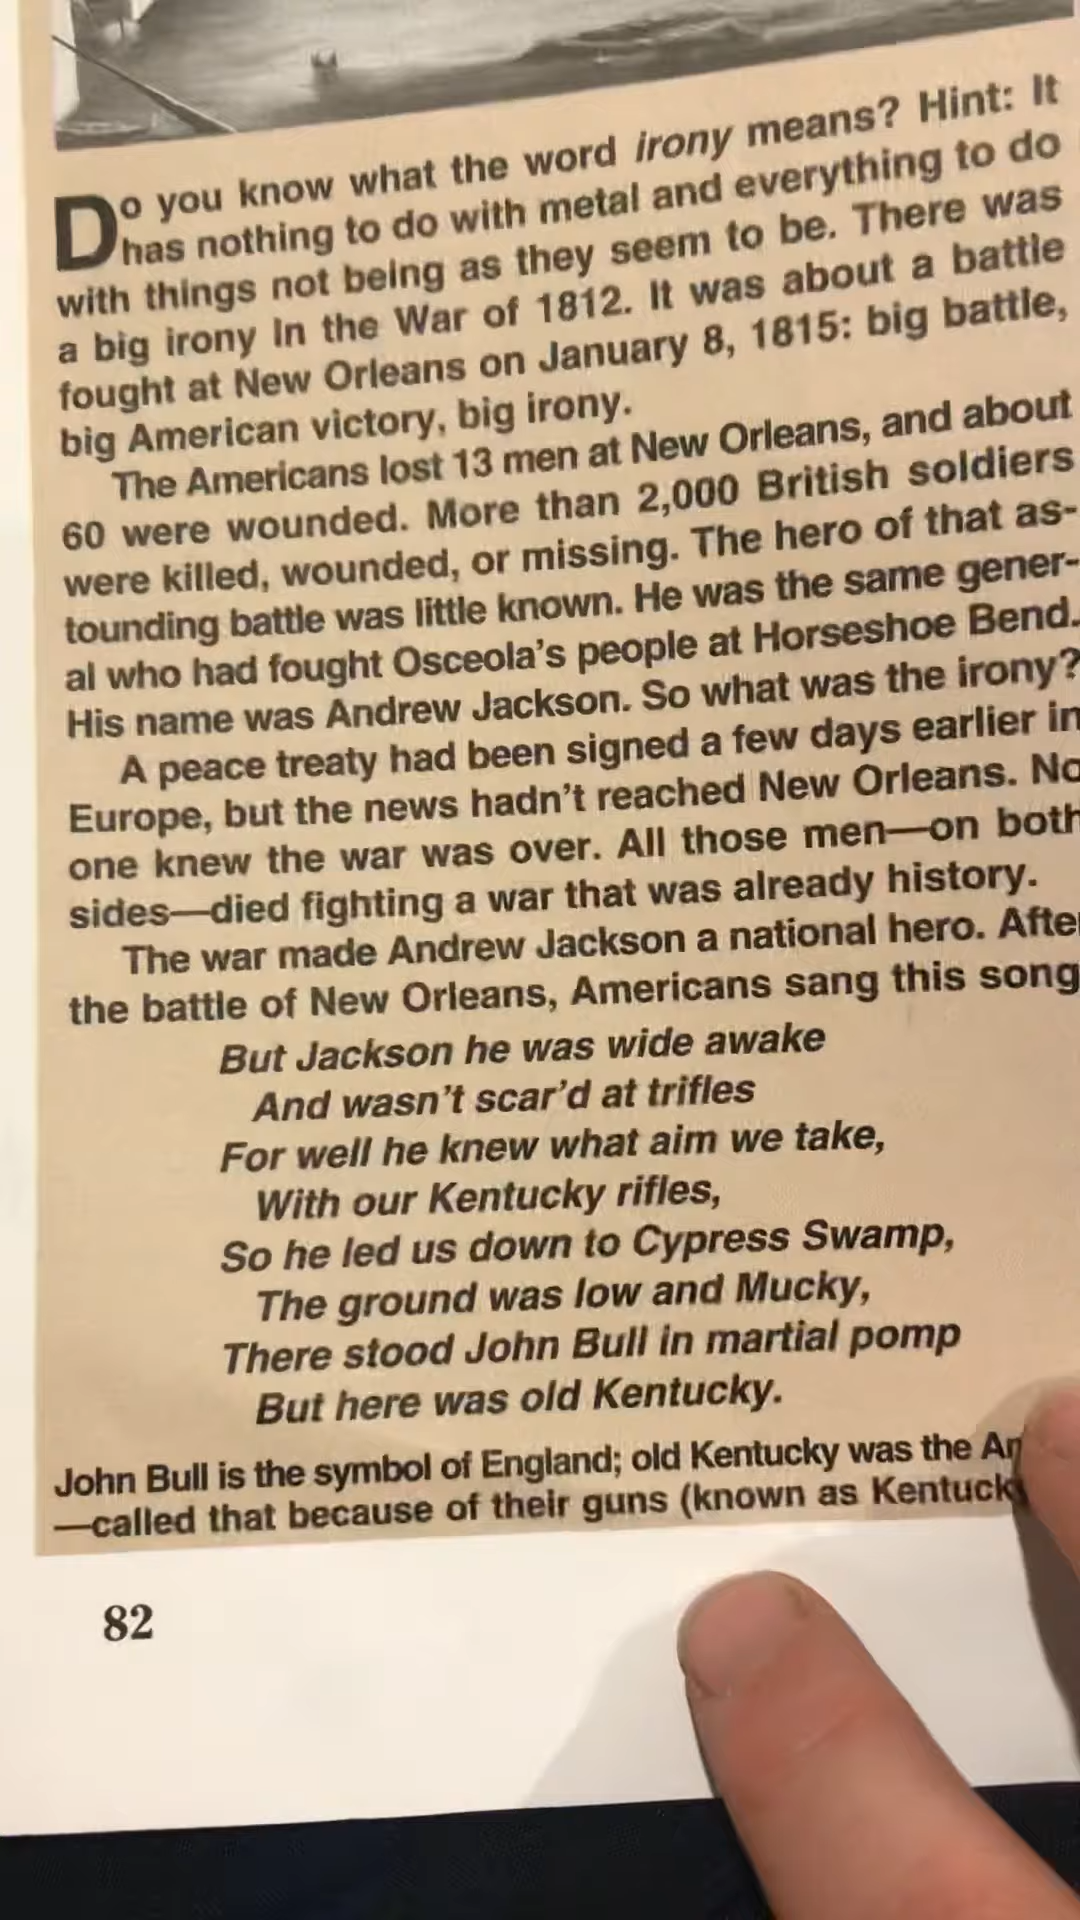 Do you know what the word irony means? Hint: It
has nothing to do with metal and everything to do
with things not being as they seem to be. There was
a big irony in the War of 1812. It was about a battle
fought at New Orleans on January 8, 1815: big battle,
big American victory, big irony.
The Americans lost 13 men at New Orleans, and about
60 were wounded. More than 2,000 British soldiers
were killed, wounded, or missing. The hero of that as-
tounding battle was little known. He was the same gener-
al who had fought Osceola's people at Horseshoe Bend.
His name was Andrew Jackson. So what was the irony?
A peace treaty had been signed a few days earlier in
Europe, but the news hadn't reached New Orleans. No
one knew the war was over. All those men—on both
sides—died fighting a war that was already history.
The war made Andrew Jackson a national hero. After
the battle of New Orleans, Americans sang this song
But Jackson he was wide awake
And wasn't scar'd at trifles
For well he knew what aim we take,
With our Kentucky rifles,
So he led us down to Cypress Swamp,
The ground was low and Mucky,
There stood John Bull in martial pomp
But here was old Kentucky.
John Bull is the symbol of England; old Kentucky was the
—called that because of their guns (known as Kentucky
82